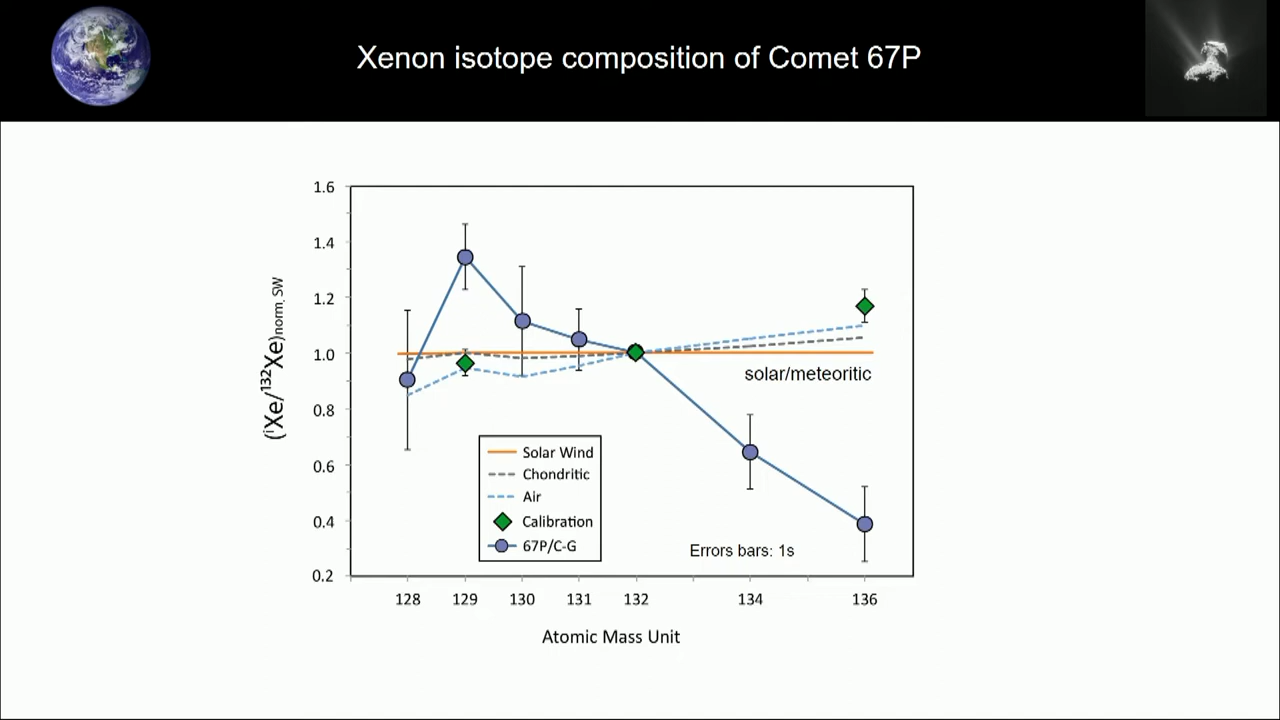 Xenon isotope composition of Comet 67P
1.6
1.4
1.2
1.0
0.8
0.6
0.4
0.2
(ⁱXe/¹³²Xe)norm. SW
solar/meteoritic
Solar Wind
Chondritic
Air
Calibration
67P/C-G
Errors bars: 1s
128 129 130 131 132 134 136
Atomic Mass Unit